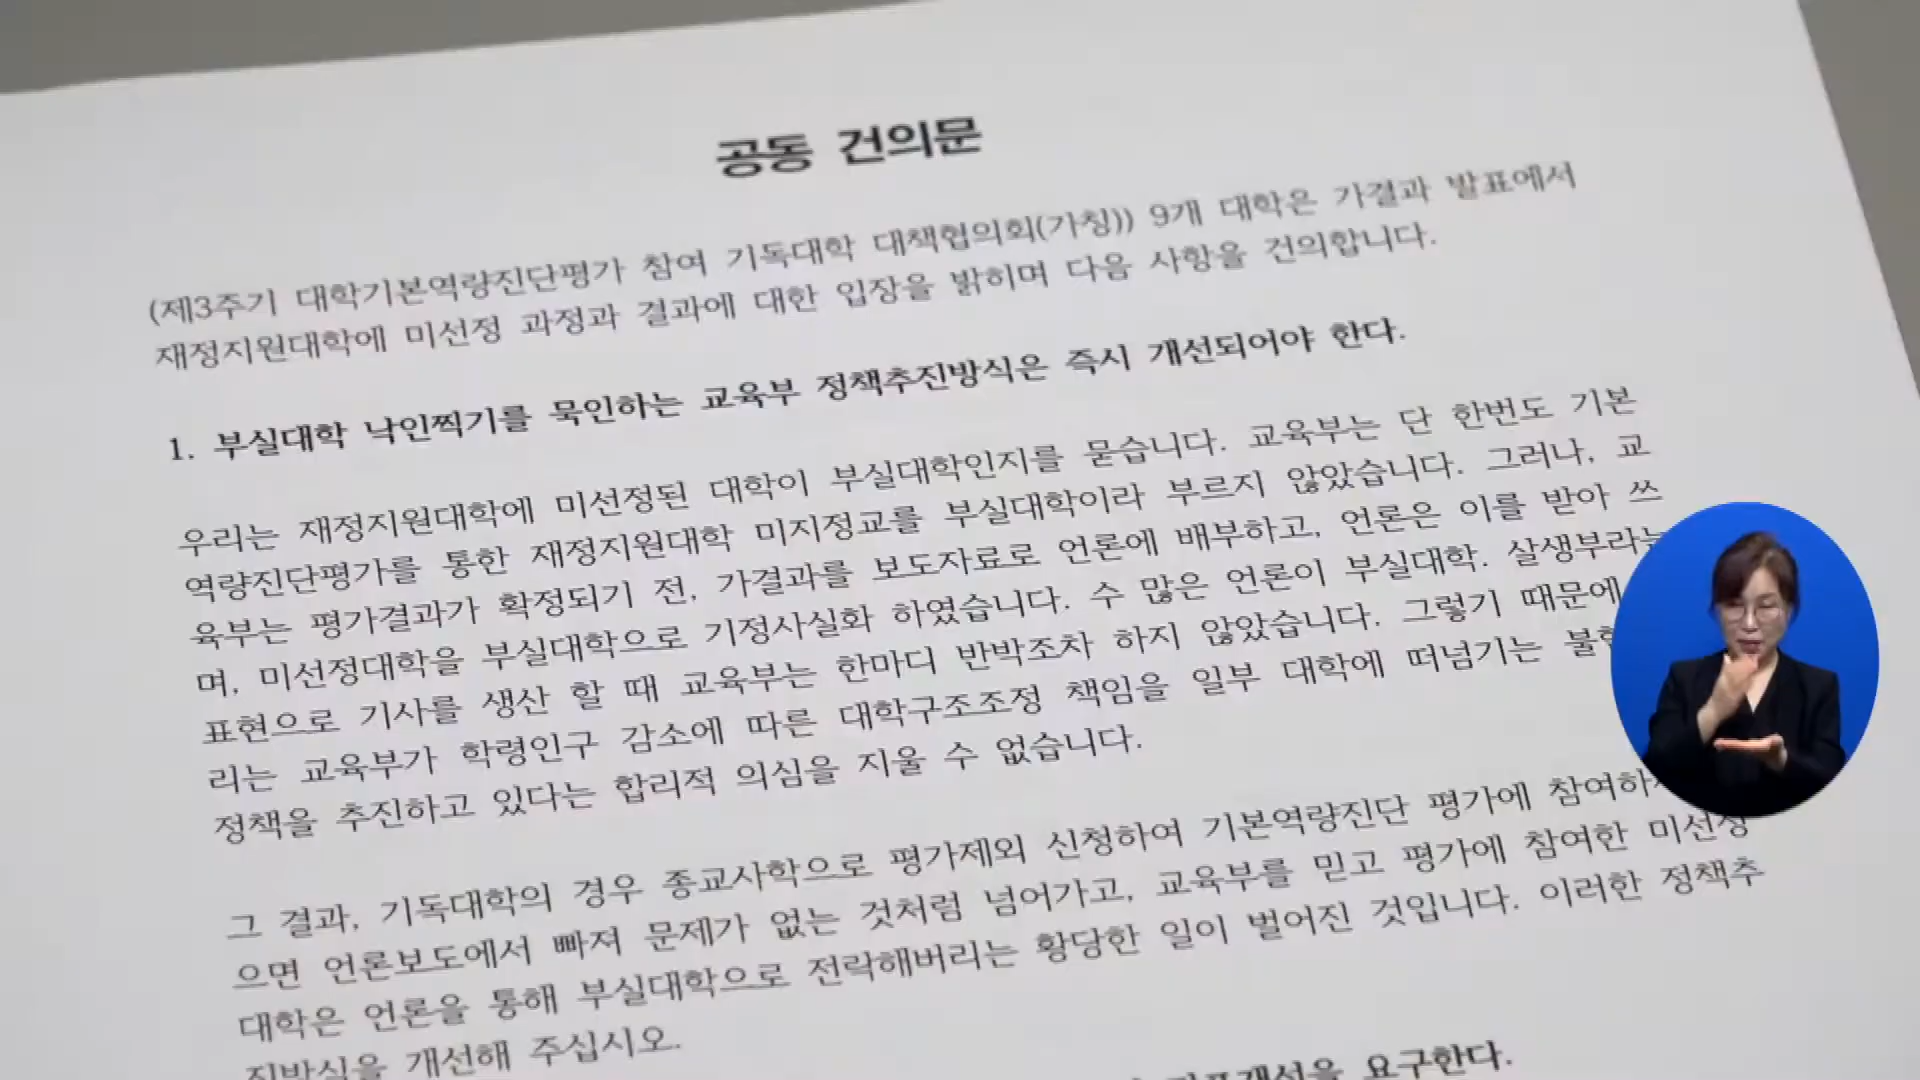 공동 건의문
(제3주기 대학기본역량진단평가 참여 기독대학 대책협의회(가칭)) 9개 대학은 가결과 발표에서
재정지원대학에 미선정 과정과 결과에 대한 입장을 밝히며 다음 사항을 건의합니다.
1. 부실대학 낙인찍기를 묵인하는 교육부 정책추진방식은 즉시 개선되어야 한다.
우리는 재정지원대학에 미선정된 대학이 부실대학인지를 묻습니다. 교육부는 단 한번도 기본
역량진단평가를 통한 재정지원대학 미지정교를 부실대학이라 부르지 않았습니다. 그러나, 교
육부는 평가결과가 확정되기 전, 가결과를 보도자료로 언론에 배부하고, 언론은 이를 받아 쓰
며, 미선정대학을 부실대학으로 기정사실화 하였습니다. 수 많은 언론이 부실대학. 살생부라는
표현으로 기사를 생산 할 때 교육부는 한마디 반박조차 하지 않았습니다. 그렇기 때문에
리는 교육부가 학령인구 감소에 따른 대학구조조정 책임을 일부 대학에 떠넘기는
정책을 추진하고 있다는 합리적 의심을 지울 수 없습니다.
그 결과, 기독대학의 경우 종교사학으로 평가제외 신청하여 기본역량진단 평가에
으면 언론보도에서 빠져 문제가 없는 것처럼 넘어가고, 교육부를 믿고 평가에 참여한 미선정
대학은 언론을 통해 부실대학으로 전락해버리는 황당한 일이 벌어진 것입니다. 이러한 정책추
진방식을 개선해 주십시오.
요구한다.